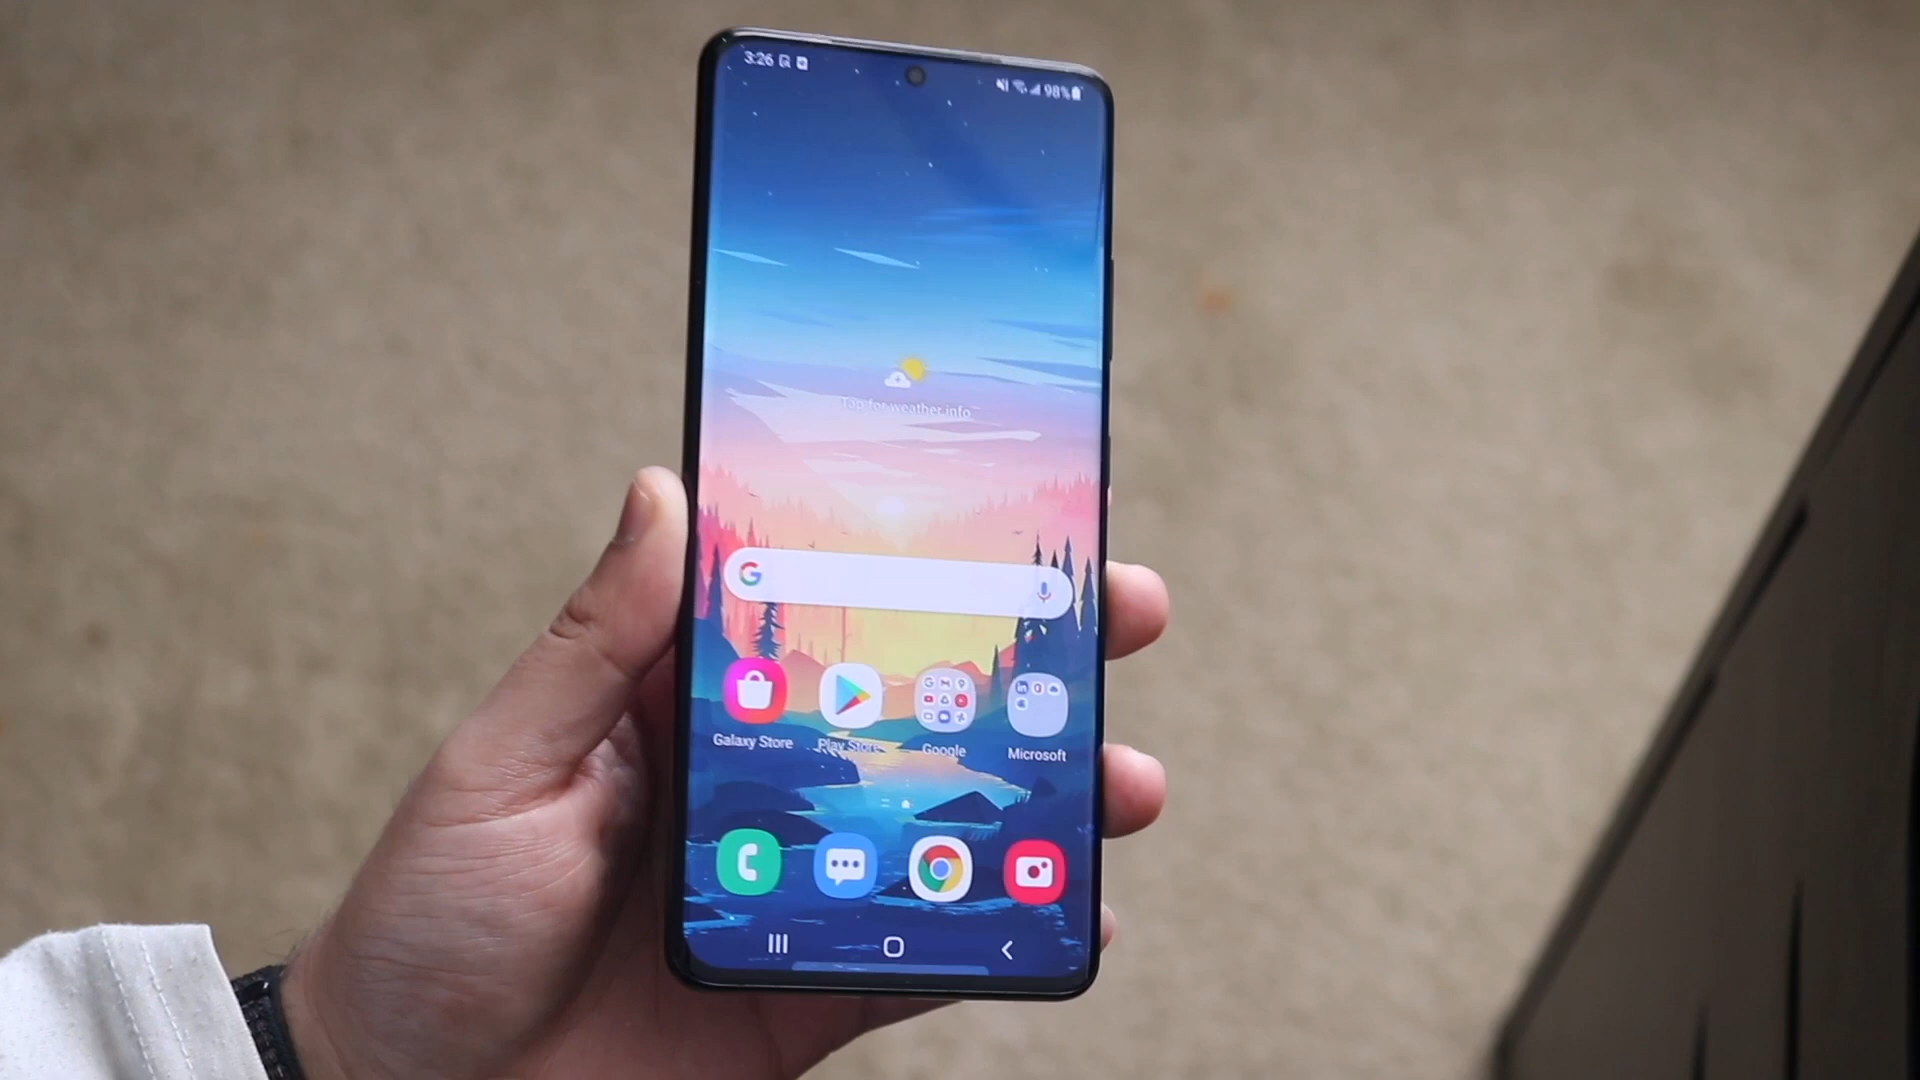 3:26
98%
Tap for weather info
G
Galaxy Store
Play Store
Google
Microsoft